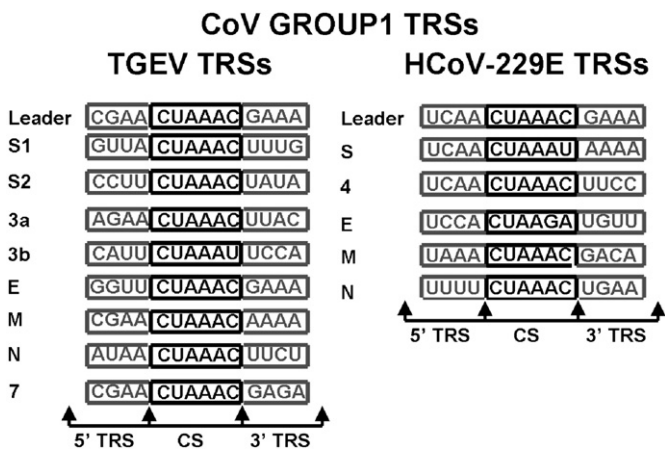 CoV GROUP1 TRSs
TGEV TRSs
Leader CGAA CUAAAC GAAA
S1 GUUA CUAAAC UUUG
S2 CCUU CUAAAC UAUA
3a AGAA CUAAAC UUAC
3b CAUU CUAAAU UCCA
E GGUU CUAAAC GAAA
M CGAA CUAAAC AAAA
N AUAA CUAAAC UUCU
7 CGAA CUAAAC GAGA
5’ TRS CS 3’ TRS
HCoV-229E TRSs
Leader UCAA CUAAAC GAAA
S UCAA CUAAAU AAAA
4 UCAA CUAAAC UUCC
E UCCA CUAAGA UGUU
M UAAA CUAAAC GACA
N UUUU CUAAAC UGAA
5’ TRS CS 3’ TRS